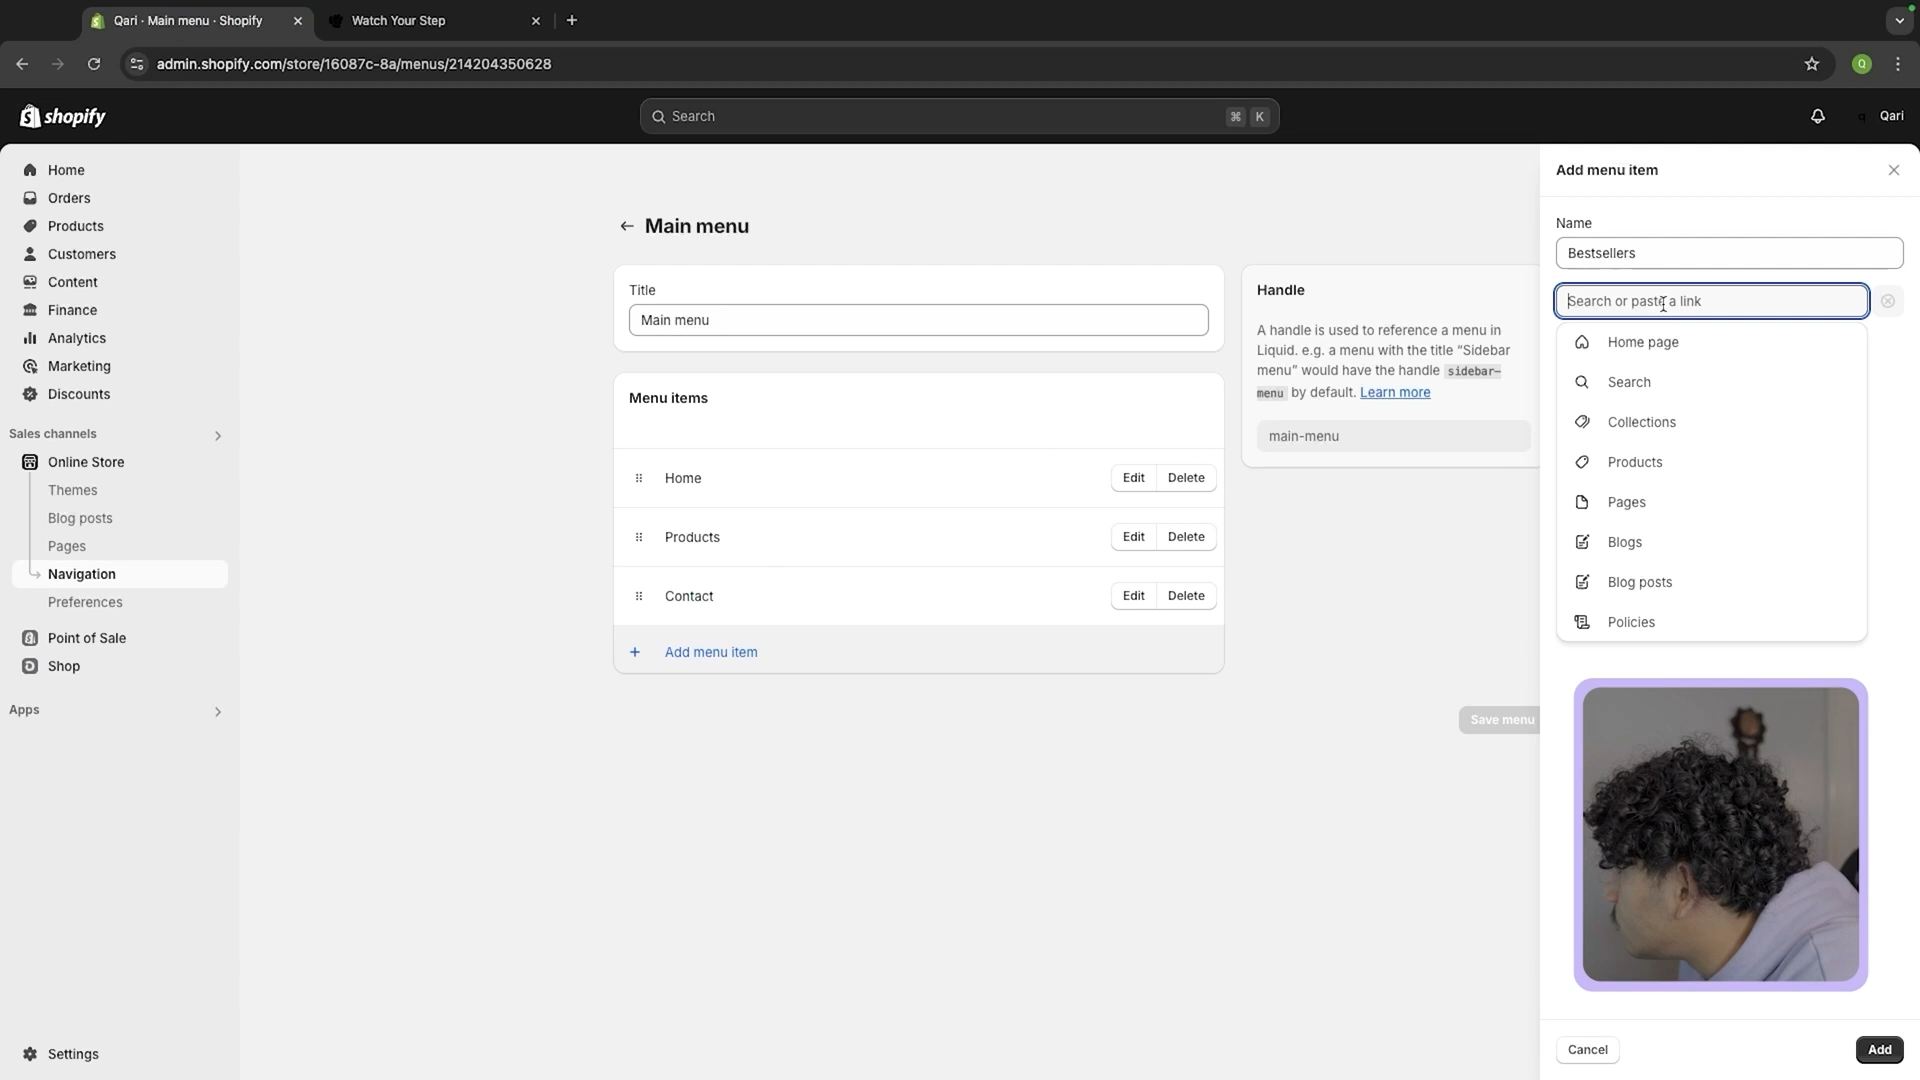 Qari · Main menu · Shopify
Watch Your Step
admin.shopify.com/store/16087c-8a/menus/214204350628
Q
shopify
Search
⌘ K
Qari
Home
Orders
Products
Customers
Content
Finance
Analytics
Marketing
Discounts
Sales channels
Online Store
Themes
Blog posts
Pages
Navigation
Preferences
Point of Sale
Shop
Apps
Settings
Main menu
Title
Main menu
Menu items
Home
Edit
Delete
Products
Edit
Delete
Contact
Edit
Delete
+ Add menu item
Handle
A handle is used to reference a menu in
Liquid. e.g. a menu with the title “Sidebar
menu” would have the handle sidebar-
menu by default. Learn more
main-menu
Save menu
Add menu item
Name
Bestsellers
Search or paste a link
Home page
Search
Collections
Products
Pages
Blogs
Blog posts
Policies
Cancel
Add